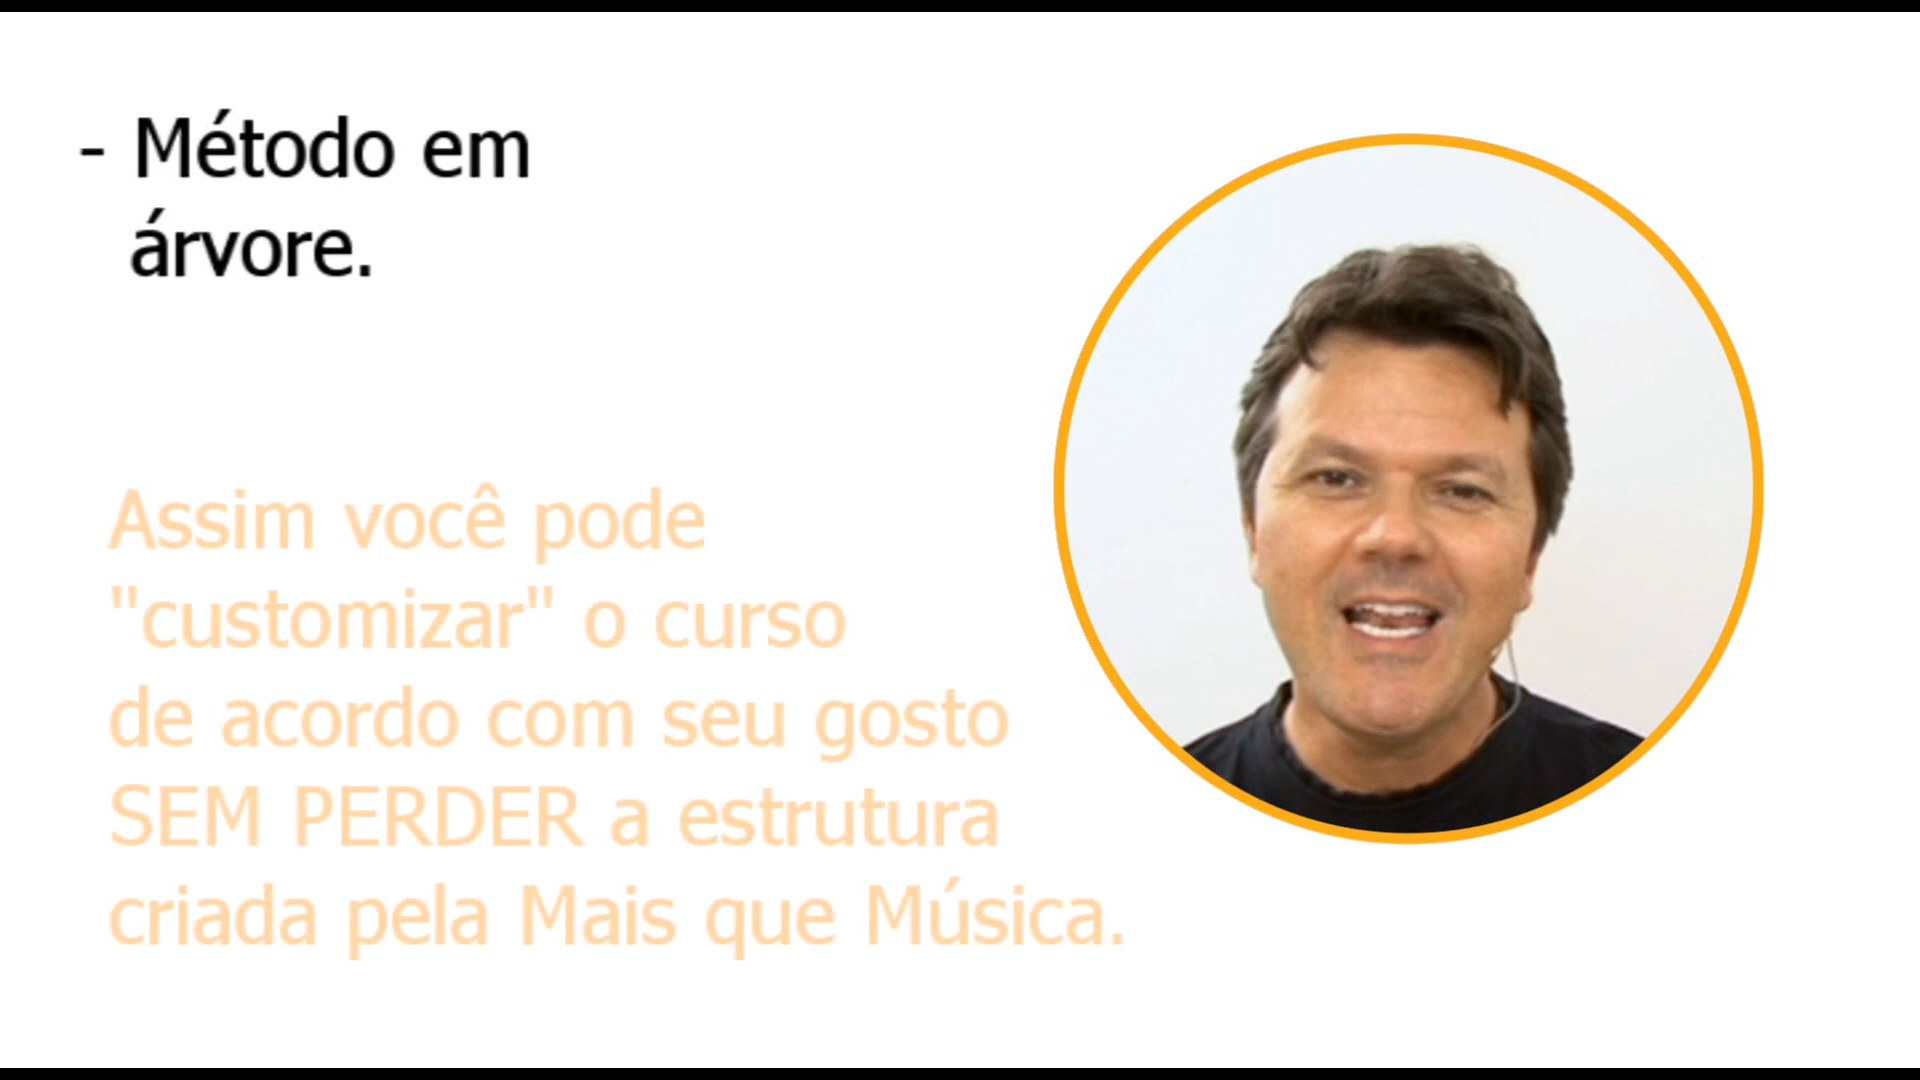 - Método em
árvore.
Assim você pode
"customizar" o curso
de acordo com seu gosto
SEM PERDER a estrutura
criada pela Mais que Música.